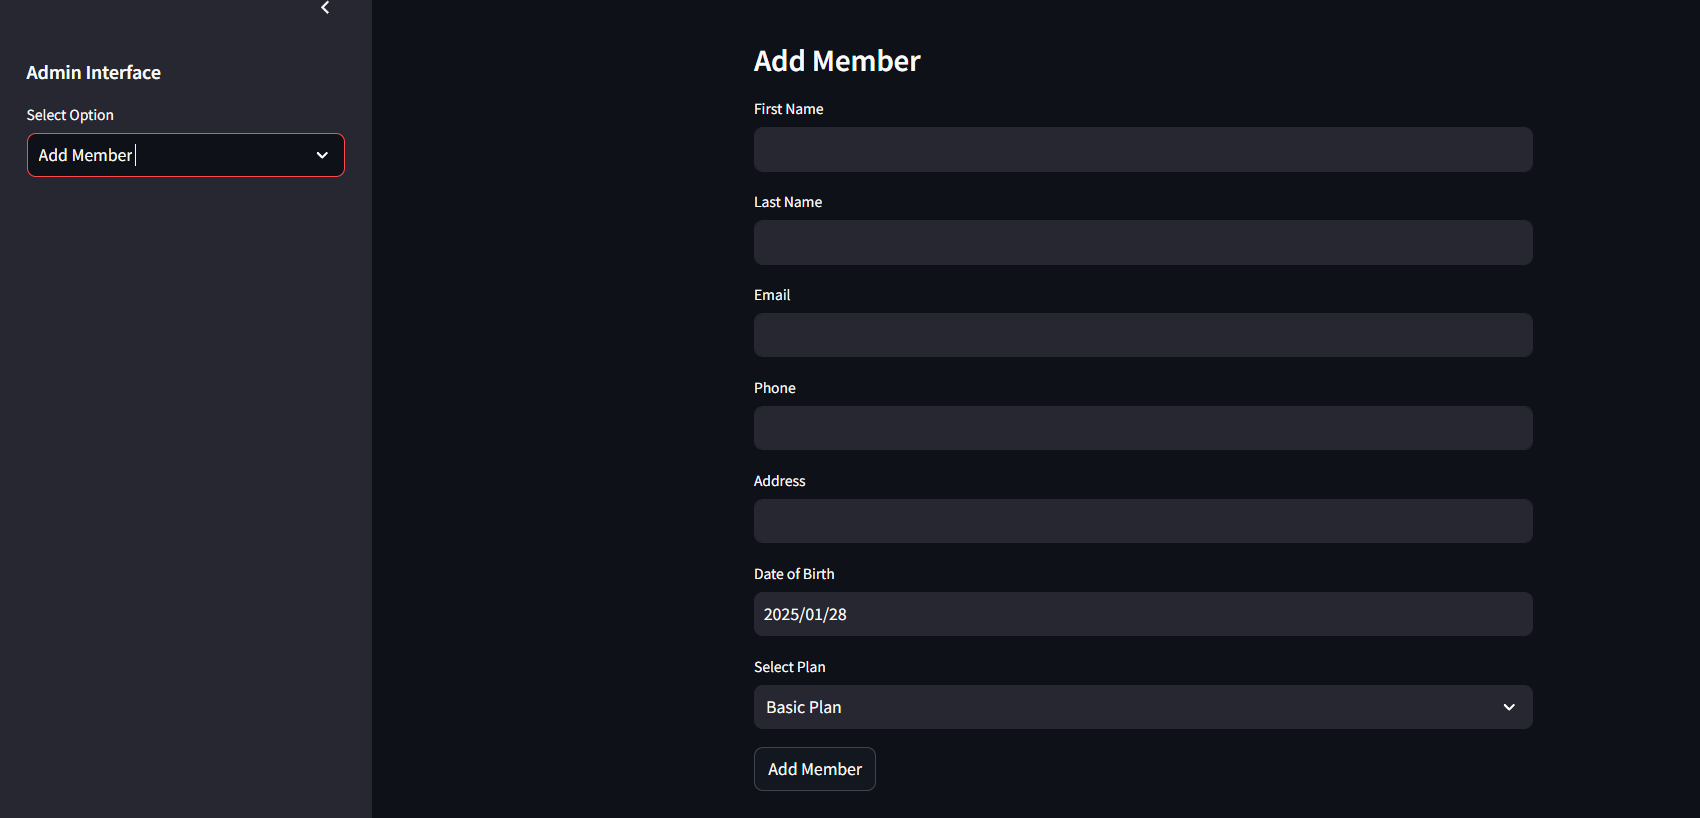 Admin Interface
Select Option
Add Member
Add Member
First Name
Last Name
Email
Phone
Address
Date of Birth
2025/01/28
Select Plan
Basic Plan
Add Member